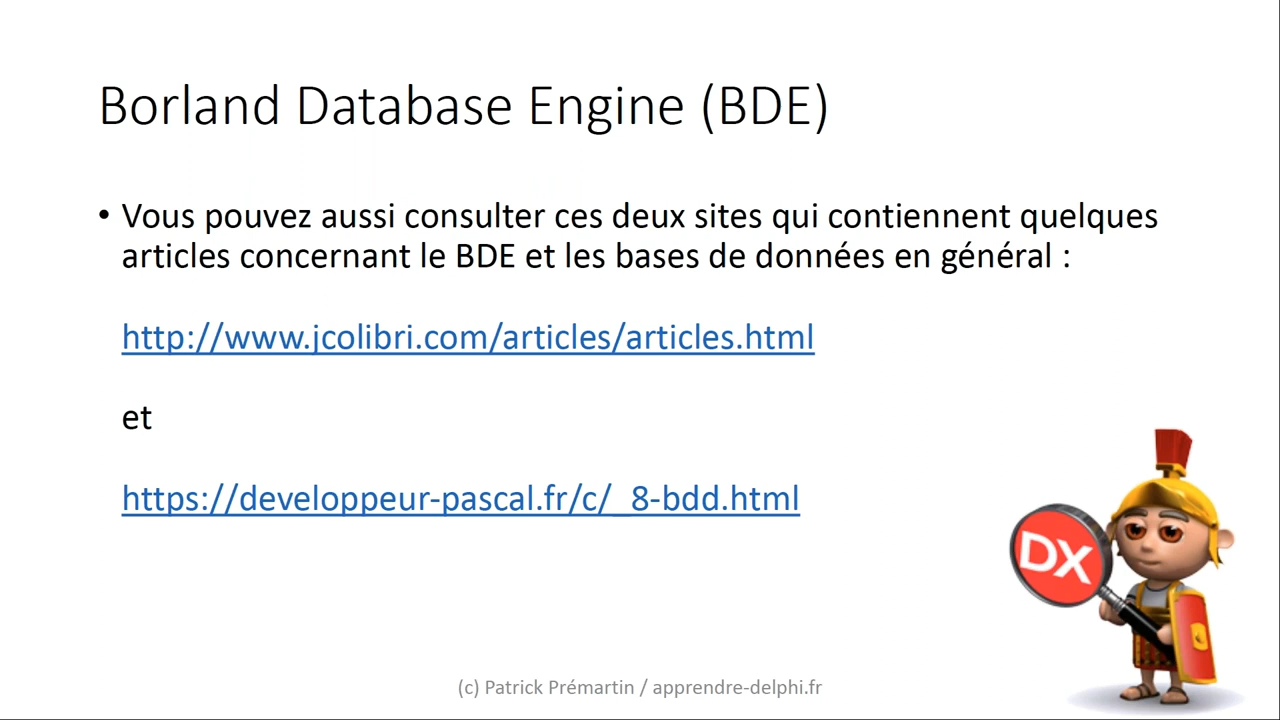 Borland Database Engine (BDE)
• Vous pouvez aussi consulter ces deux sites qui contiennent quelques
articles concernant le BDE et les bases de données en général :
http://www.jcolibri.com/articles/articles.html
et
https://developpeur-pascal.fr/c/_8-bdd.html
DX
(c) Patrick Prémartin / apprendre-delphi.fr